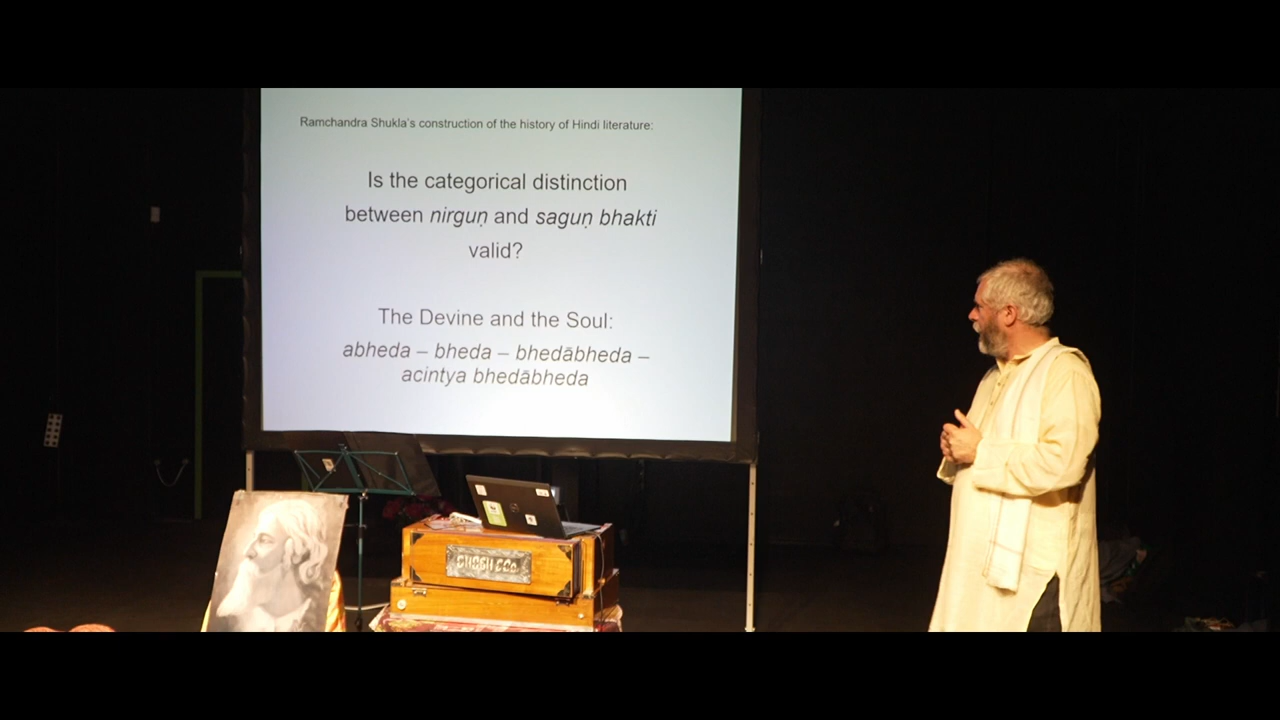 Ramchandra Shukla's construction of the history of Hindi literature:
Is the categorical distinction
between nirguṇ and saguṇ bhakti
valid?
The Devine and the Soul:
abheda – bheda – bhedābheda –
acintya bhedābheda